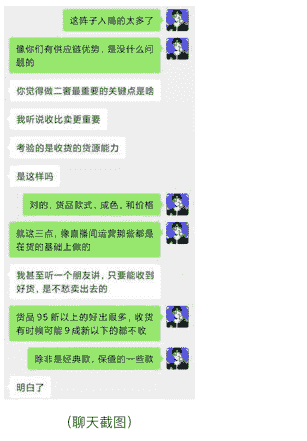 这阵子入局的太多了
像你们有供应链优势，是没什么问
题的
你觉得做二奢最重要的关键点是啥
我听说收比卖更重要
考验的是收货的货源能力
是这样吗
对的，货品款式、成色、和价格
就这三点，像直播间运营那些都是
在货的基础上做的
我甚至听一个朋友讲，只要能收到
好货，是不愁卖出去的
货品95新以上的好出很多，收货
有时候可能9成新以下的都不收
除非是经典款，保值的一些款
明白了
（聊天截图）